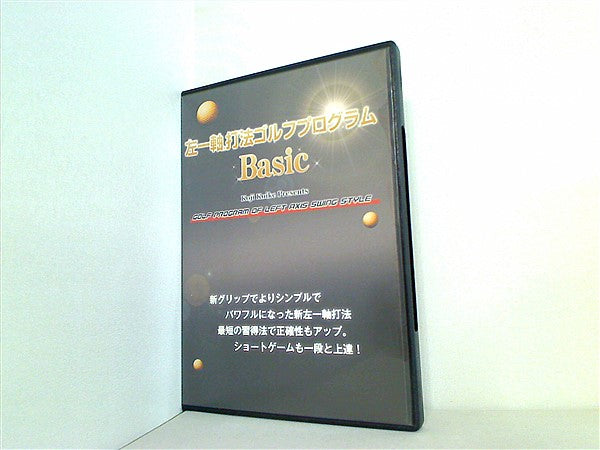 左一軸打法ゴルフプログラム
Basic
Koji Koike Presents
GOLF PROGRAM OF LEFT AXIS SWING STYLE
新グリップでよりシンプルで
パワフルになった新左一軸打法
最短の習得法で正確性もアップ。
ショートゲームも一段と上達！